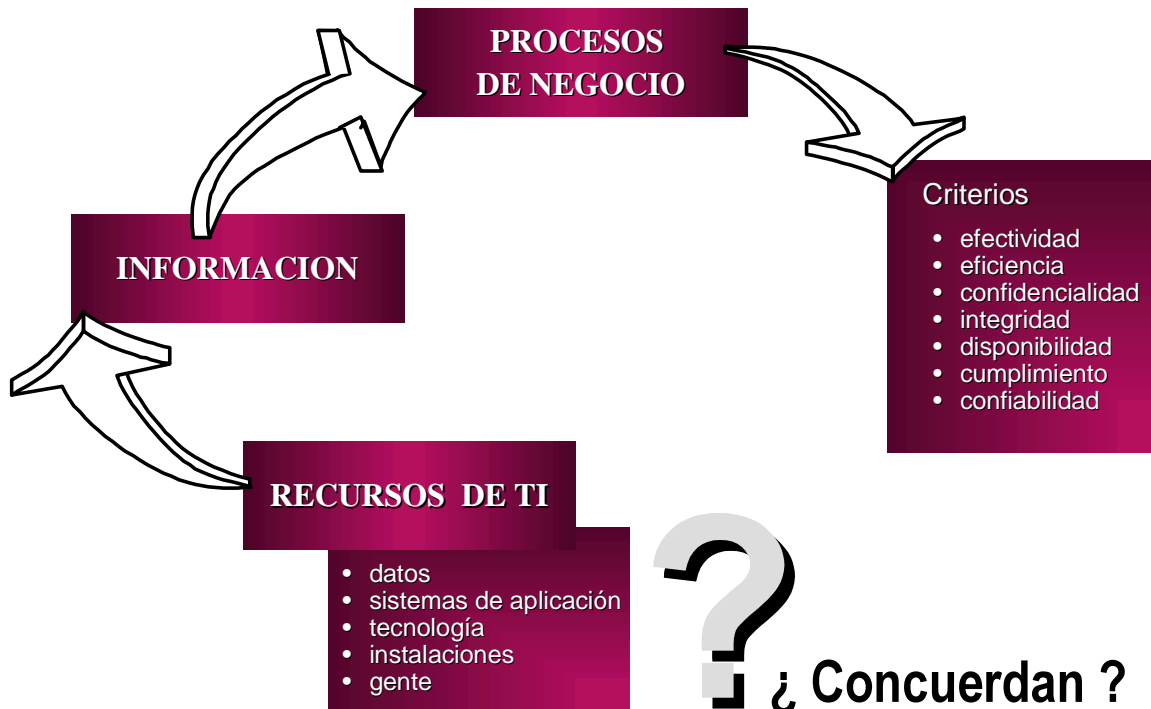 PROCESOS
DE NEGOCIO
Criterios
• efectividad
• eficiencia
• confidencialidad
• integridad
• disponibilidad
• cumplimiento
• confiabilidad
INFORMACION
RECURSOS DE TI
• datos
• sistemas de aplicación
• tecnología
• instalaciones
• gente
?
¿ Concuerdan ?